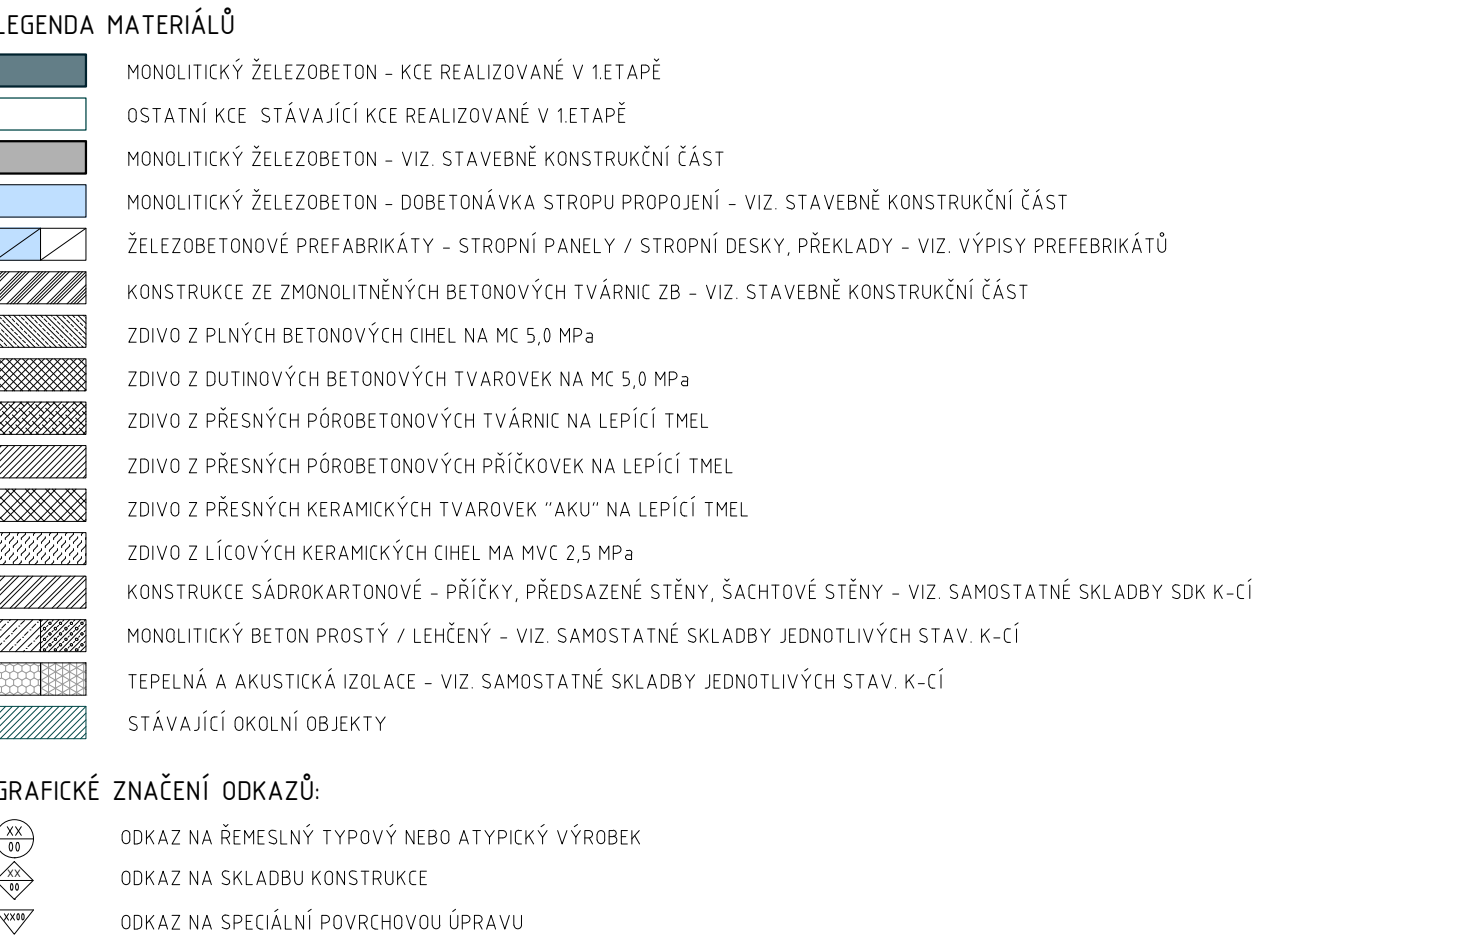 LEGENDA MATERIÁLŮ
MONOLITICKÝ ŽELEZOBETON - KCE REALIZOVANÉ V 1.ETAPĚ
OSTATNÍ KCE STÁVAJÍCÍ KCE REALIZOVANÉ V 1.ETAPĚ
MONOLITICKÝ ŽELEZOBETON - VIZ. STAVEBNĚ KONSTRUKČNÍ ČÁST
MONOLITICKÝ ŽELEZOBETON - DOBETONÁVKA STROPU PROPOJENÍ - VIZ. STAVEBNĚ KONSTRUKČNÍ ČÁST
ŽELEZOBETONOVÉ PREFABRIKÁTY - STROPNÍ PANELY / STROPNÍ DESKY, PŘEKLADY - VIZ. VÝPISY PREFEBRIKÁTŮ
KONSTRUKCE ZE ZMONOLITNĚNÝCH BETONOVÝCH TVÁRNIC ZB - VIZ. STAVEBNĚ KONSTRUKČNÍ ČÁST
ZDIVO Z PLNÝCH BETONOVÝCH CIHEL NA MC 5,0 MPa
ZDIVO Z DUTINOVÝCH BETONOVÝCH TVAROVEK NA MC 5,0 MPa
ZDIVO Z PŘESNÝCH PÓROBETONOVÝCH TVÁRNIC NA LEPÍCÍ TMEL
ZDIVO Z PŘESNÝCH PÓROBETONOVÝCH PŘÍČKOVEK NA LEPÍCÍ TMEL
ZDIVO Z PŘESNÝCH KERAMICKÝCH TVAROVEK "AKU" NA LEPÍCÍ TMEL
ZDIVO Z LÍCOVÝCH KERAMICKÝCH CIHEL MA MVC 2,5 MPa
KONSTRUKCE SÁDROKARTONOVÉ - PŘÍČKY, PŘEDSAZENÉ STĚNY, ŠACHTOVÉ STĚNY - VIZ. SAMOSTATNÉ SKLADBY SDK K-CÍ
MONOLITICKÝ BETON PROSTÝ / LEHČENÝ - VIZ. SAMOSTATNÉ SKLADBY JEDNOTLIVÝCH STAV. K-CÍ
TEPELNÁ A AKUSTICKÁ IZOLACE - VIZ. SAMOSTATNÉ SKLADBY JEDNOTLIVÝCH STAV. K-CÍ
STÁVAJÍCÍ OKOLNÍ OBJEKTY
GRAFICKÉ ZNAČENÍ ODKAZŮ:
XX
00
ODKAZ NA ŘEMESLNÝ TYPOVÝ NEBO ATYPICKÝ VÝROBEK
XX
00
ODKAZ NA SKLADBU KONSTRUKCE
XX00
ODKAZ NA SPECIÁLNÍ POVRCHOVOU ÚPRAVU